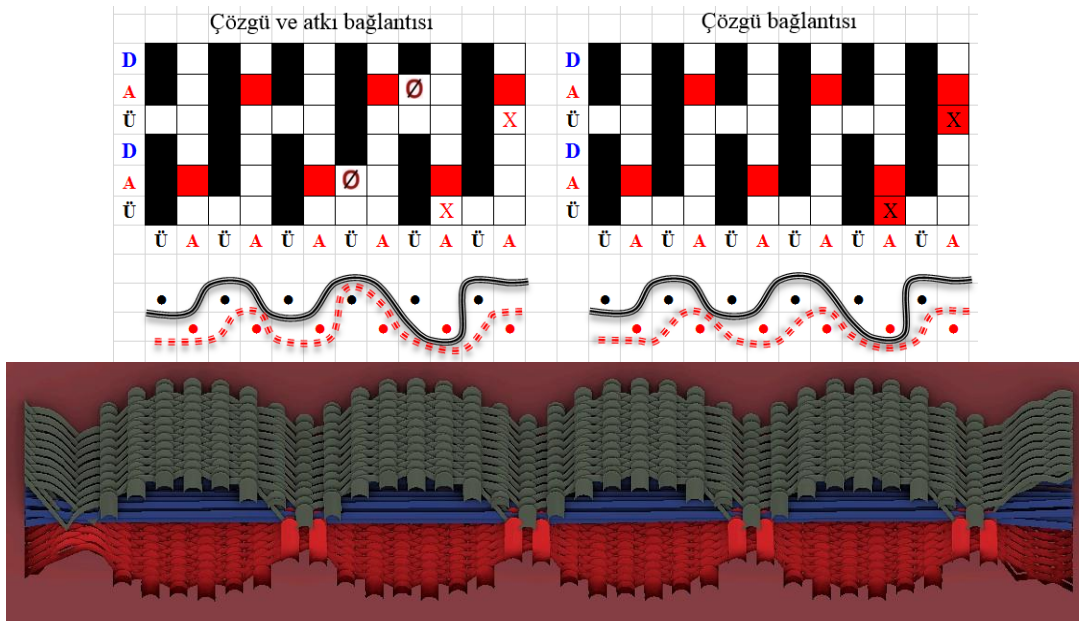 Çözgü ve atkı bağlantısı
D
A Ø
Ü X
D
A Ø
Ü X
Ü A Ü A Ü A Ü A Ü A Ü A
Çözgü bağlantısı
D
A
Ü X
D
A
Ü X
Ü A Ü A Ü A Ü A Ü A Ü A